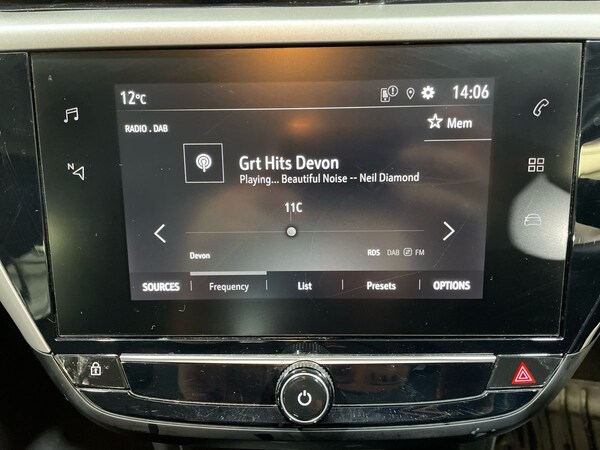 12°C 14:06
N
RADIO . DAB
Mem
Grt Hits Devon
Playing... Beautiful Noise -- Neil Diamond
11C
Devon RDS DAB FM
SOURCES Frequency List Presets OPTIONS